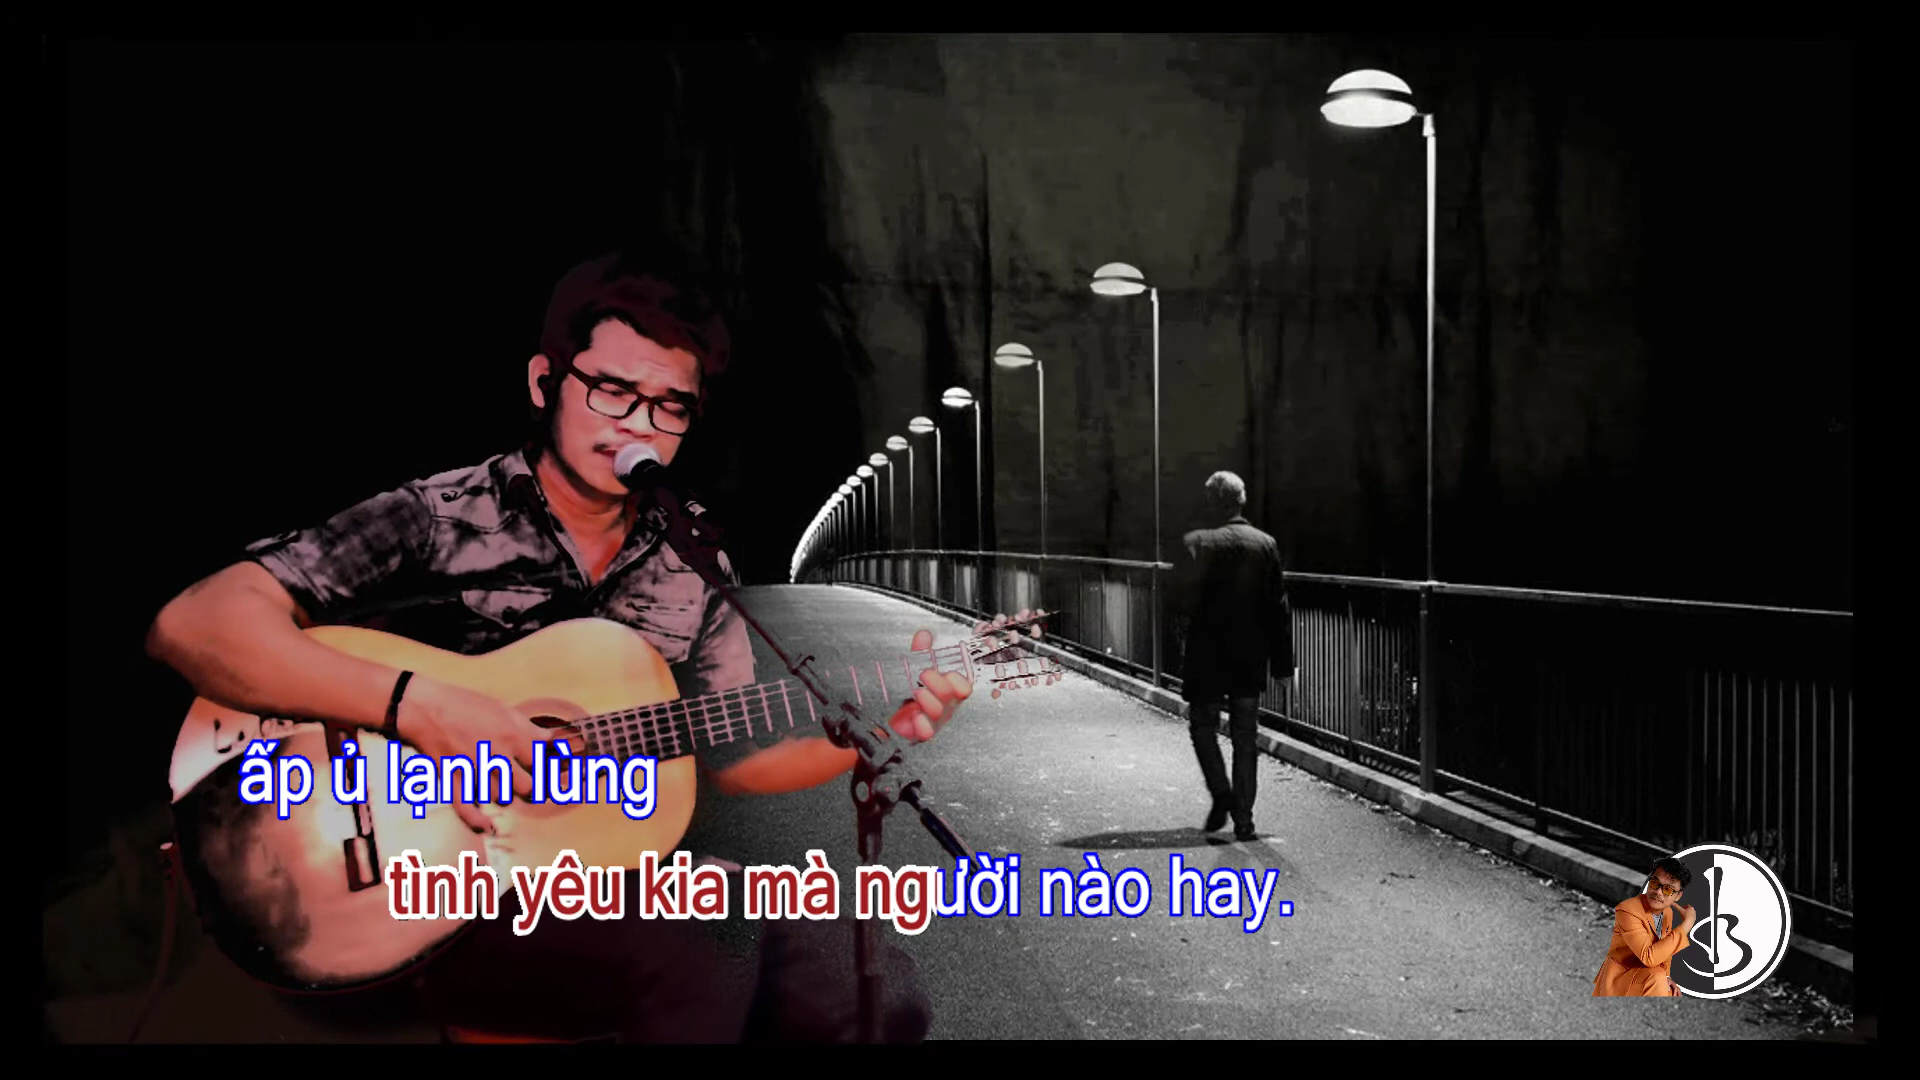 ấp ủ lạnh lùng
tình yêu kia mà người nào hay.